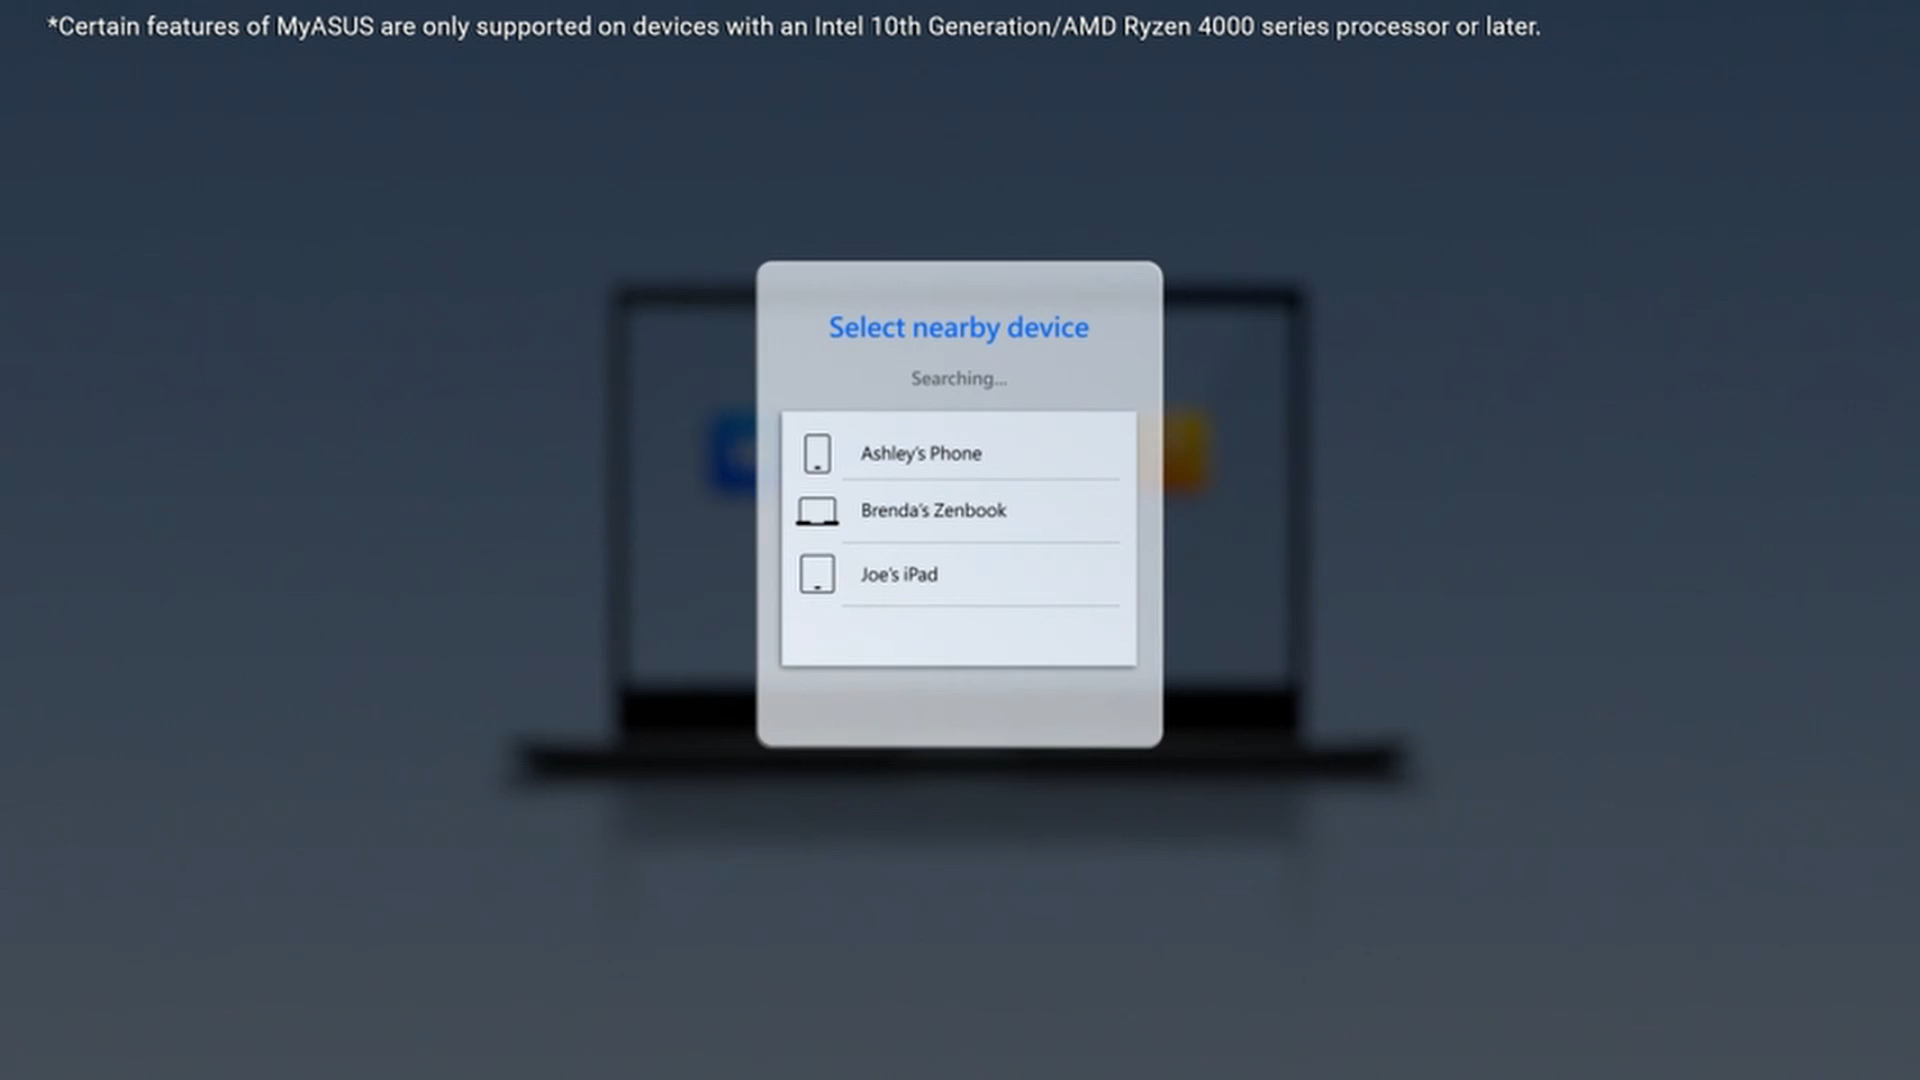 *Certain features of MyASUS are only supported on devices with an Intel 10th Generation/AMD Ryzen 4000 series processor or later.
Select nearby device
Searching...
Ashley's Phone
Brenda's Zenbook
Joe's iPad